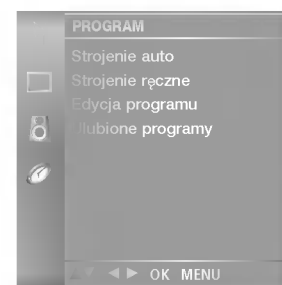 PROGRAM
Strojenie auto
Strojenie ręczne
Edycja programu
Ulubione programy
OK MENU